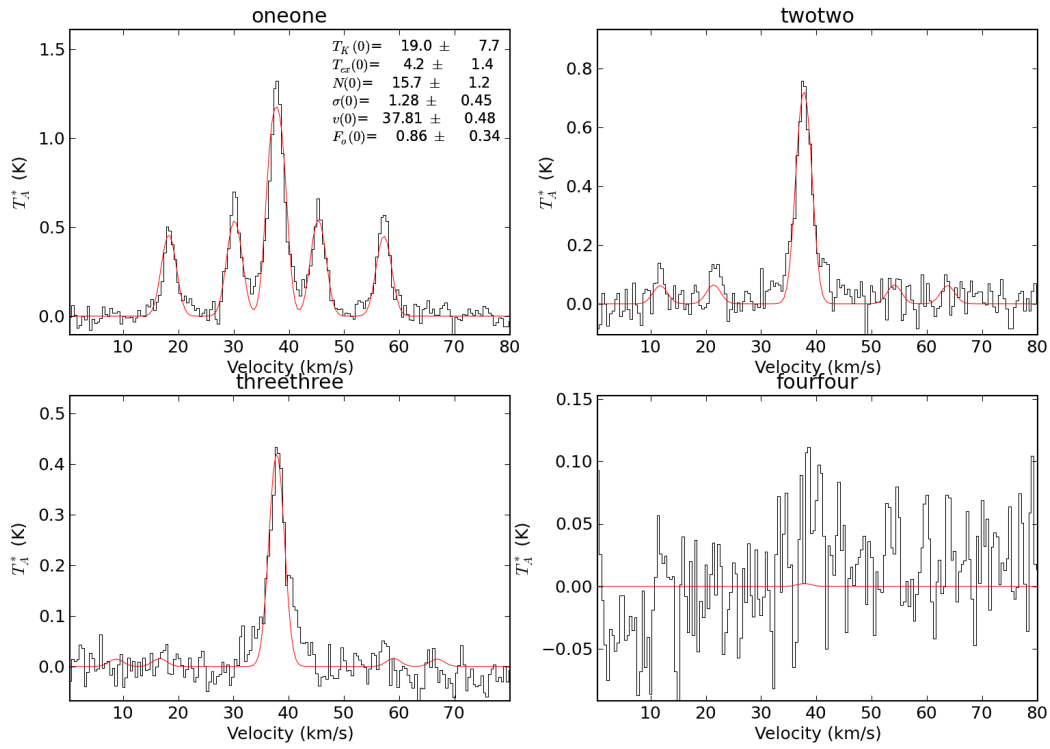 oneone
1.5
1.0
0.5
0.0
T*A (K)
T_K(0)= 19.0 ± 7.7
T_ex(0)= 4.2 ± 1.4
N(0)= 15.7 ± 1.2
σ(0)= 1.28 ± 0.45
v(0)= 37.81 ± 0.48
F_o(0)= 0.86 ± 0.34
10 20 30 40 50 60 70 80
Velocity (km/s)
twotwo
0.8
0.6
0.4
0.2
0.0
T*A (K)
10 20 30 40 50 60 70 80
Velocity (km/s)
threethree
0.5
0.4
0.3
0.2
0.1
0.0
T*A (K)
10 20 30 40 50 60 70
Velocity (km/s)
fourfour
0.15
0.10
0.05
0.00
−0.05
T*A (K)
10 20 30 40 50 60 70 80
Velocity (km/s)